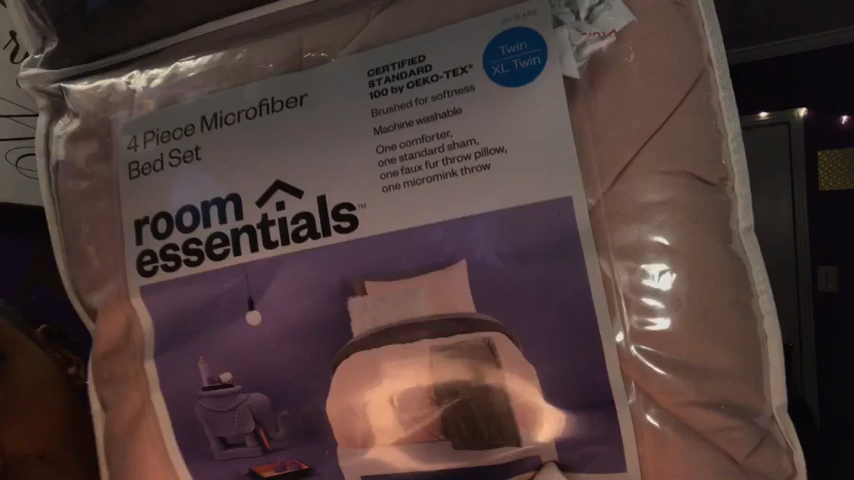 4 Piece Microfiber
Bed Set
room
essentials™
CERTIFIED
STANDARD
100 by OEKO-TEX®
Brushed for softness
Machine washable
One comforter,
one standard sham,
one faux fur throw pillow,
one micromink throw
Twin
XL Twin